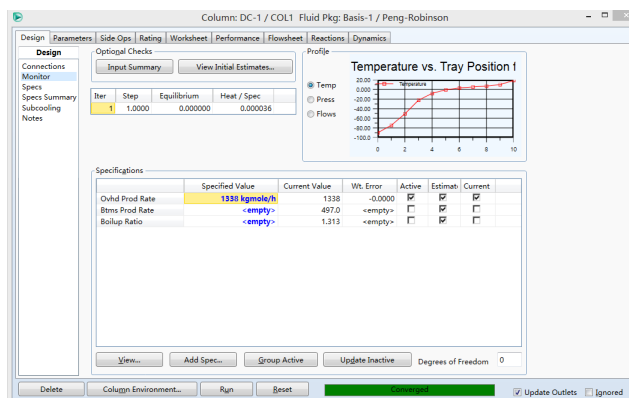 Column: DC-1 / COL1 Fluid Pkg: Basis-1 / Peng-Robinson
Design Parameters Side Ops Rating Worksheet Performance Flowsheet Reactions Dynamics
Design
Connections
Monitor
Specs
Specs Summary
Subcooling
Notes
Optional Checks
Input Summary View Initial Estimates...
Iter Step Equilibrium Heat / Spec
1 1.0000 0.000000 0.000036
Profile
Temp
Press
Flows
Temperature vs. Tray Position f
Temperature
20.00
0.000
-20.00
-40.00
-60.00
-80.00
-100.0
0 2 4 6 8 10
Specifications
Specified Value Current Value Wt. Error Active Estimate Current
Ovhd Prod Rate 1338 kgmole/h 1338 -0.0000
Btms Prod Rate <empty> 497.0 <empty>
Boilup Ratio <empty> 1.313 <empty>
View... Add Spec... Group Active Update Inactive Degrees of Freedom 0
Delete Column Environment... Run Reset Converged Update Outlets Ignored